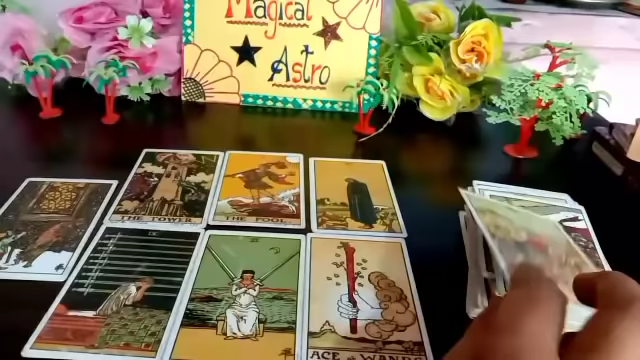 Magical
Astro
THE TOWER
THE FOOL
ACE of WANDS